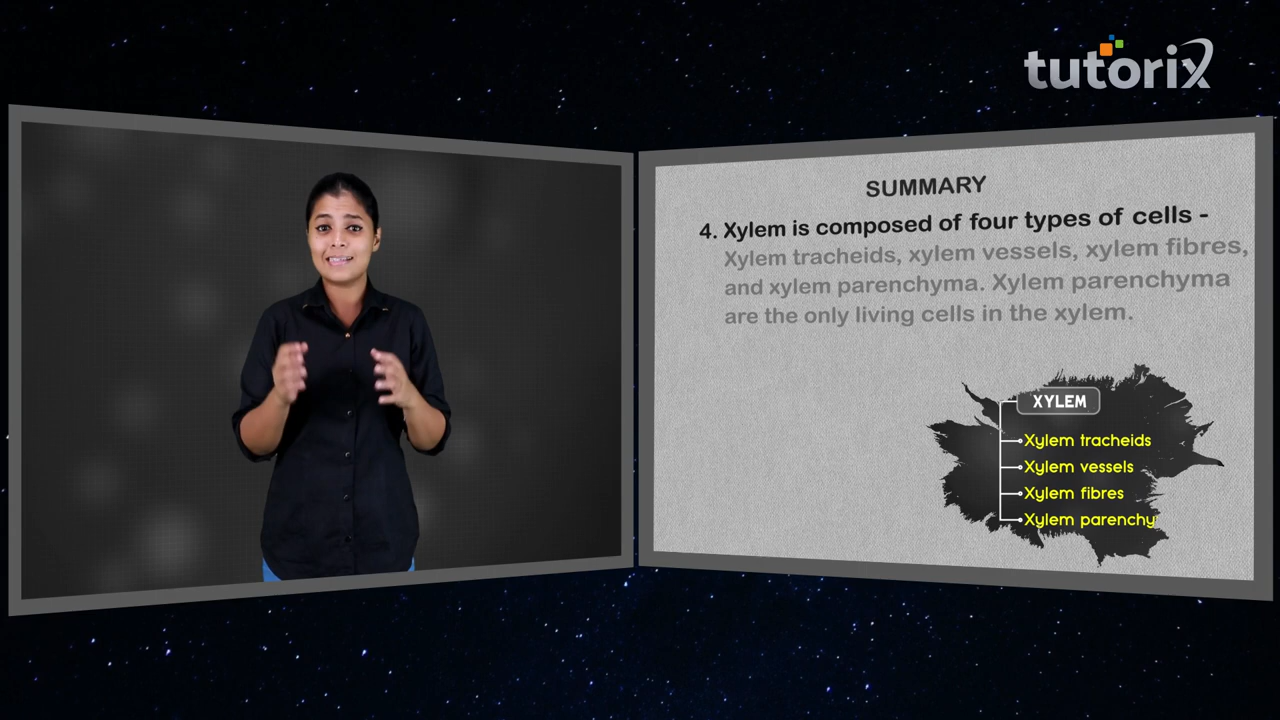 tutorix
SUMMARY
4. Xylem is composed of four types of cells -
Xylem tracheids, xylem vessels, xylem fibres,
and xylem parenchyma. Xylem parenchyma
are the only living cells in the xylem.
XYLEM
Xylem tracheids
Xylem vessels
Xylem fibres
Xylem parenchy